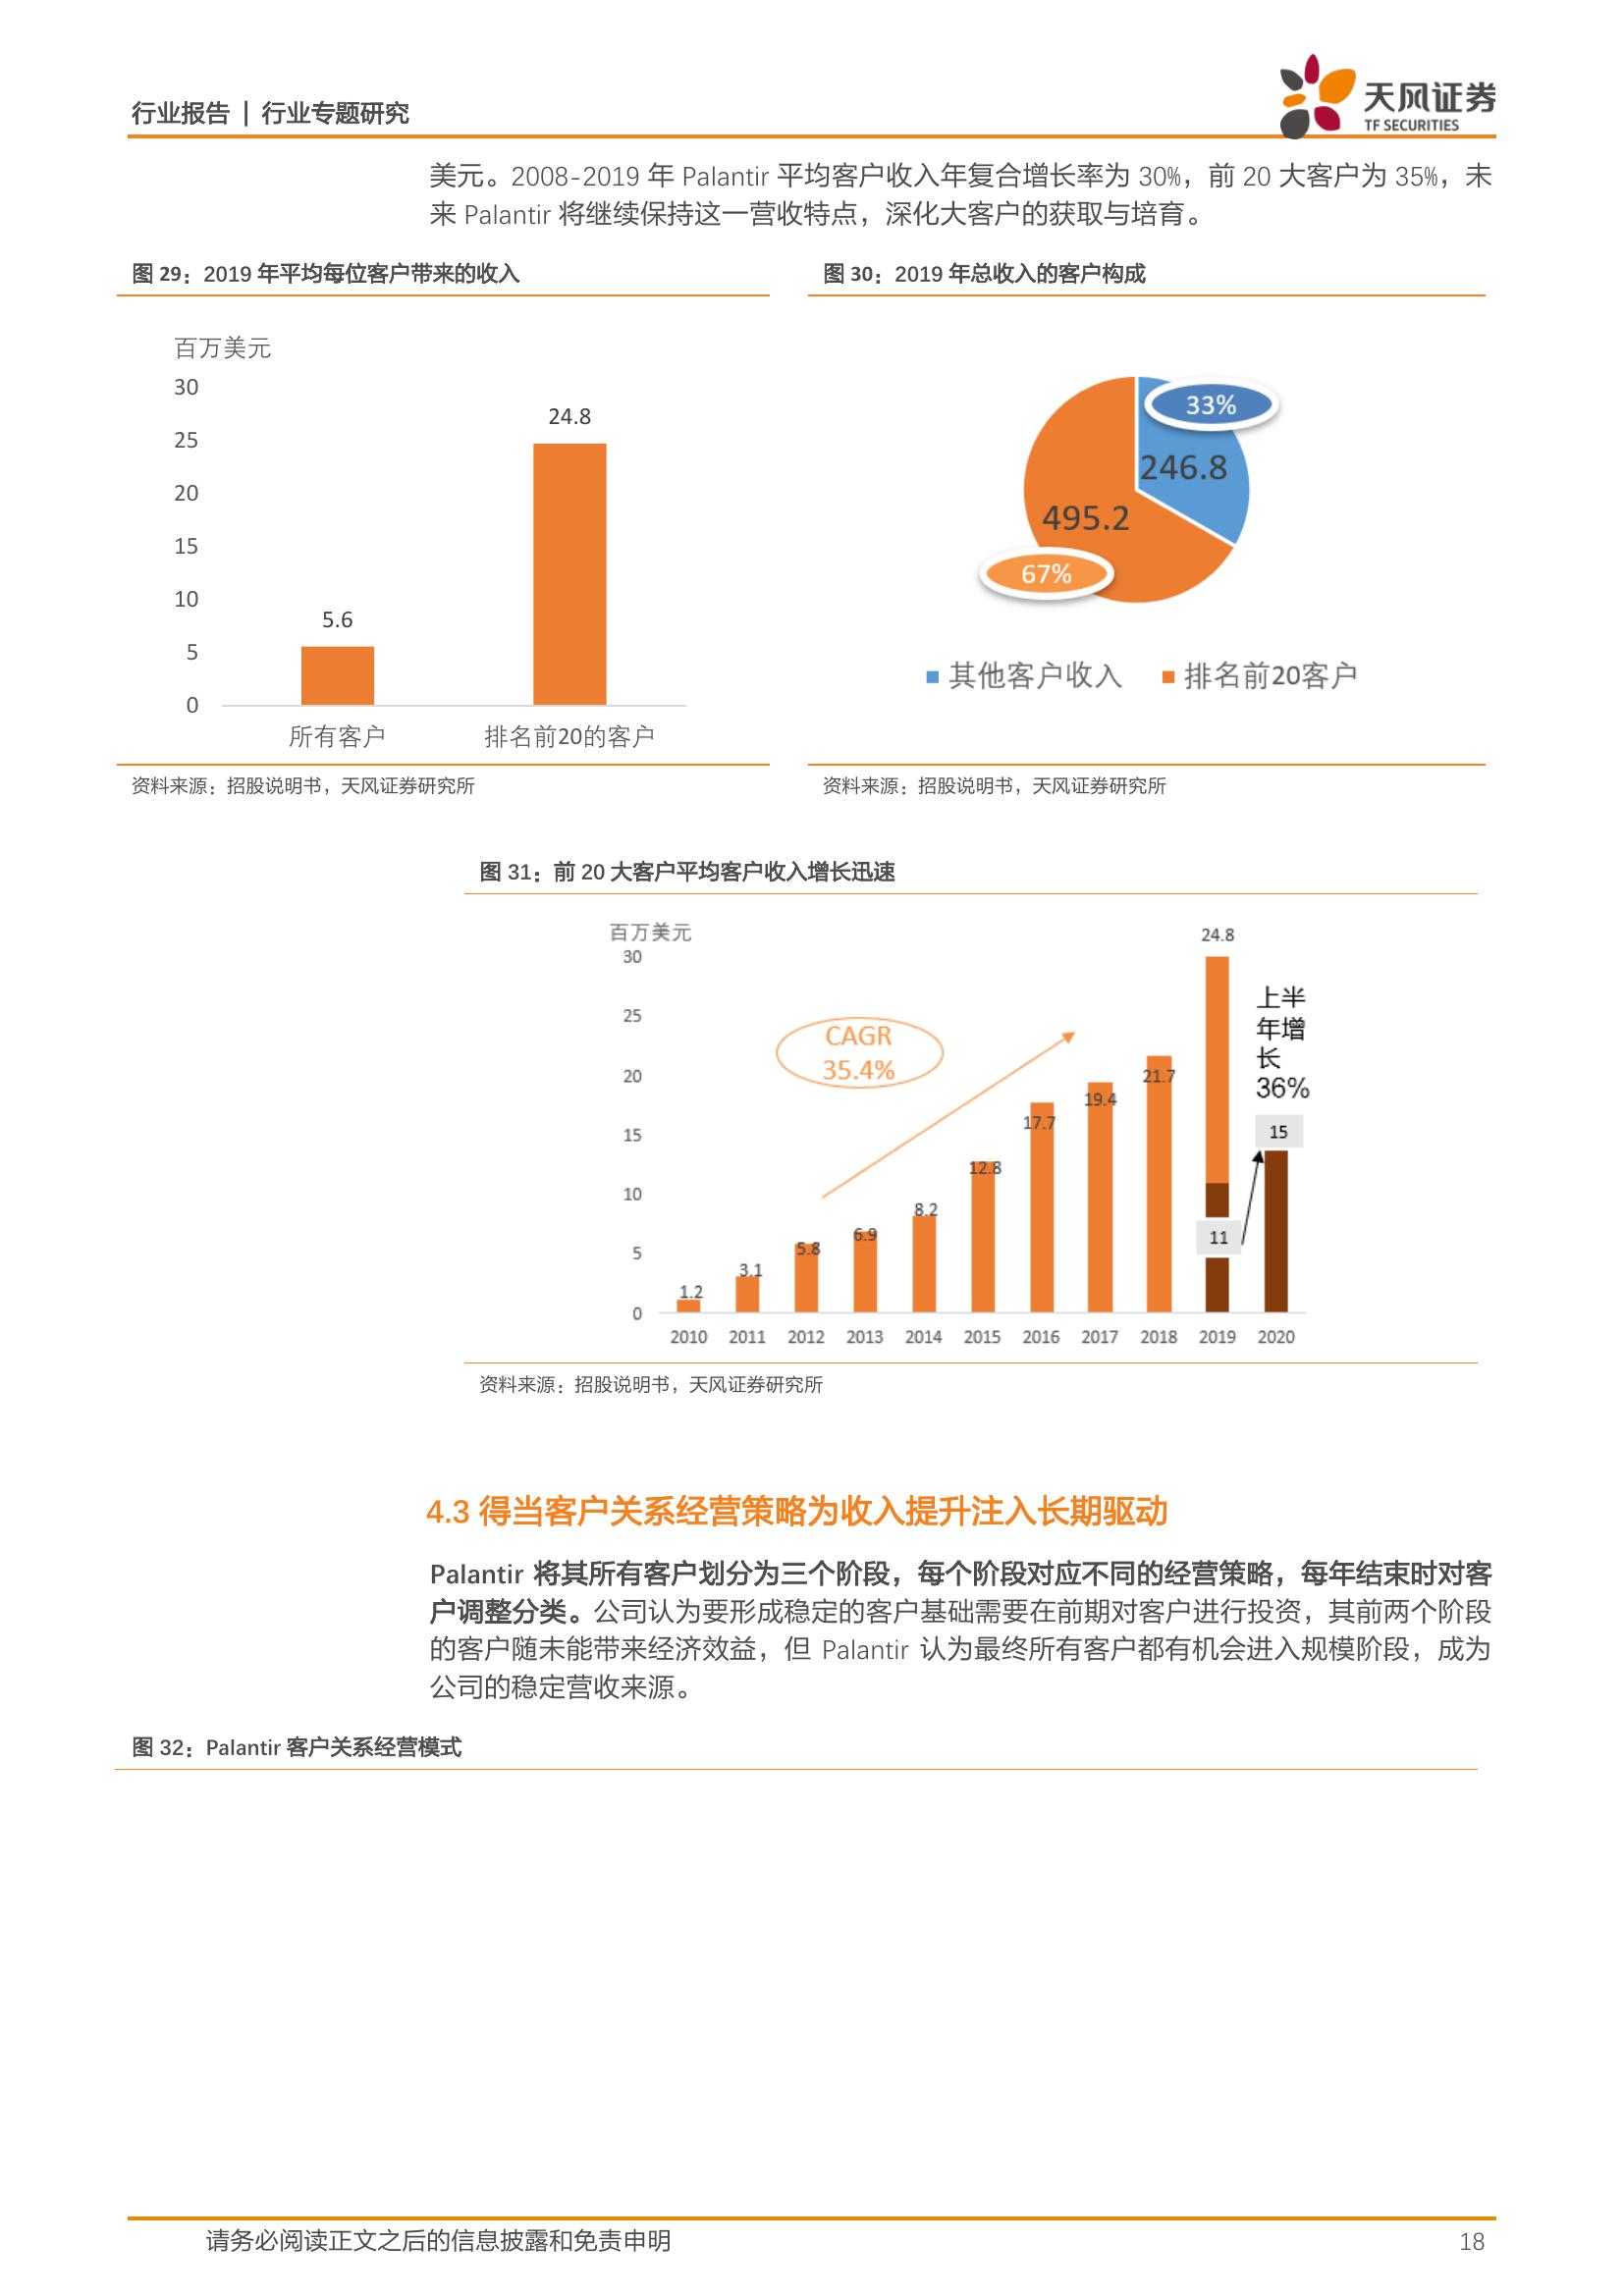 行业报告 | 行业专题研究
天风证券
TF SECURITIES
美元。2008-2019 年 Palantir 平均客户收入年复合增长率为 30%，前 20 大客户为 35%，未
来 Palantir 将继续保持这一营收特点，深化大客户的获取与培育。
图 29：2019 年平均每位客户带来的收入
百万美元
30
25
20
15
10
5
0
5.6
24.8
所有客户
排名前20的客户
资料来源：招股说明书，天风证券研究所
图 30：2019 年总收入的客户构成
33%
246.8
495.2
67%
其他客户收入
排名前20客户
资料来源：招股说明书，天风证券研究所
图 31：前 20 大客户平均客户收入增长迅速
百万美元
30
25
20
15
10
5
0
CAGR
35.4%
1.2
3.1
5.8
6.9
8.2
12.8
17.7
19.4
21.7
24.8
11
15
上半
年增
长
36%
2010 2011 2012 2013 2014 2015 2016 2017 2018 2019 2020
资料来源：招股说明书，天风证券研究所
4.3 得当客户关系经营策略为收入提升注入长期驱动
Palantir 将其所有客户划分为三个阶段，每个阶段对应不同的经营策略，每年结束时对客
户调整分类。公司认为要形成稳定的客户基础需要在前期对客户进行投资，其前两个阶段
的客户随未能带来经济效益，但 Palantir 认为最终所有客户都有机会进入规模阶段，成为
公司的稳定营收来源。
图 32：Palantir 客户关系经营模式
请务必阅读正文之后的信息披露和免责申明
18